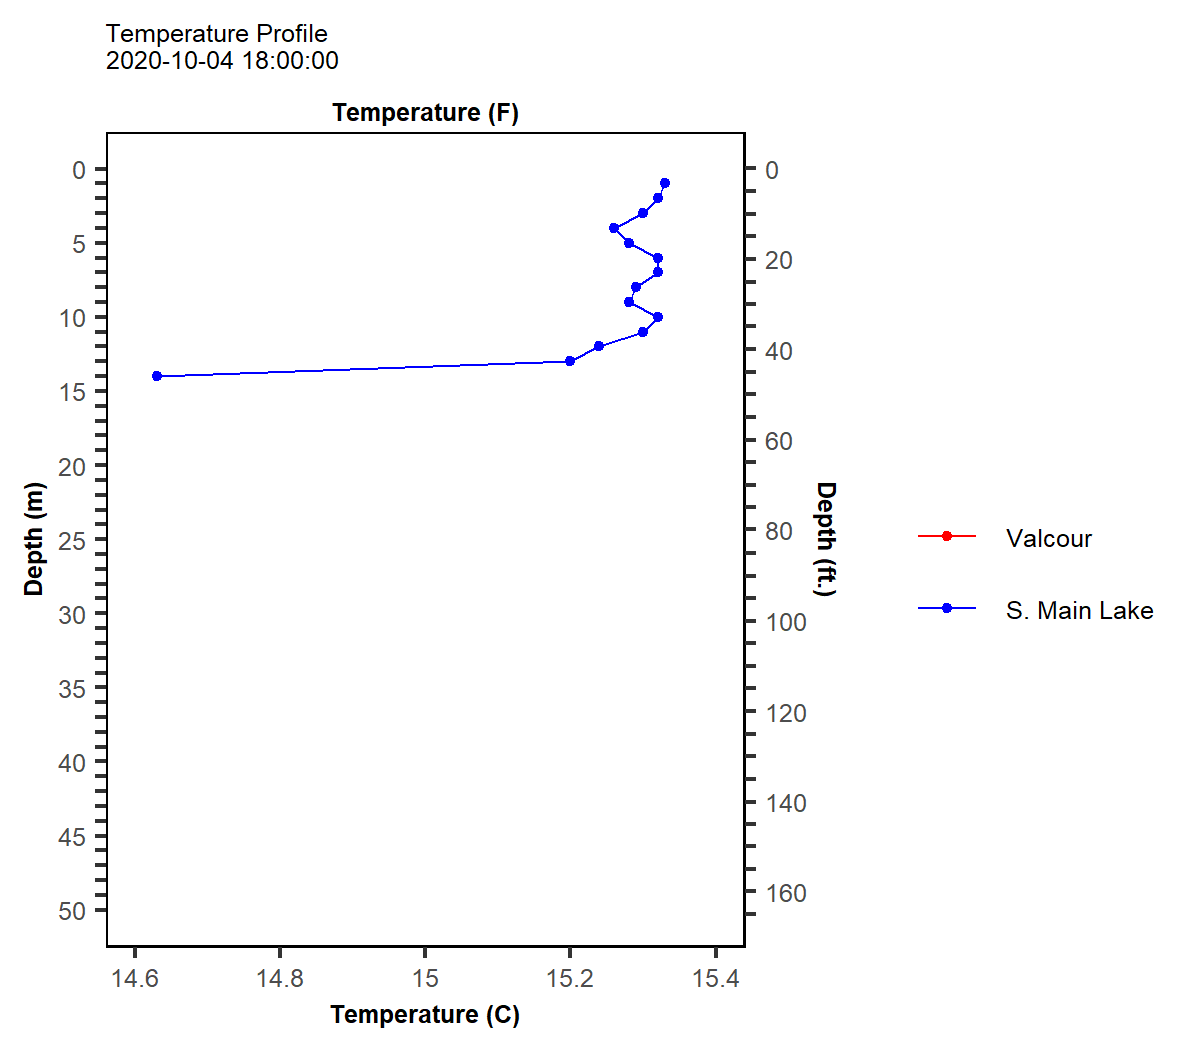 Temperature Profile
2020-10-04 18:00:00
Temperature (F)
0
5
10
15
20
25
30
35
40
45
50
Depth (m)
0
20
40
60
80
100
120
140
160
Depth (ft.)
14.6 14.8 15 15.2 15.4
Temperature (C)
Valcour
S. Main Lake